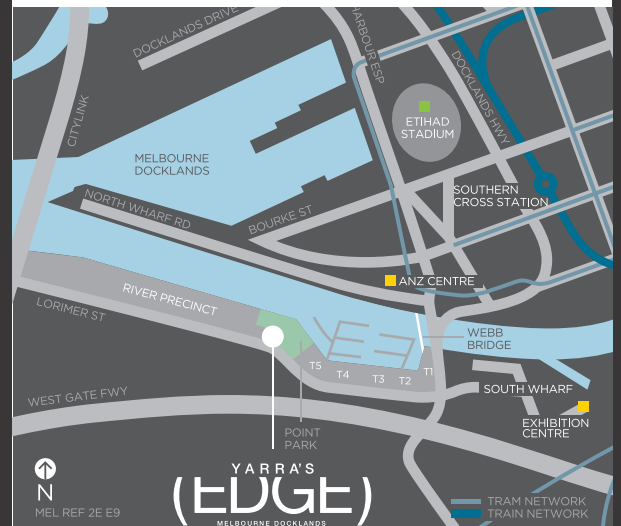 DOCKLANDS DRIVE
HARBOUR ESP
DOCKLANDS HWY
CITYLINK
ETIHAD
STADIUM
MELBOURNE
DOCKLANDS
SOUTHERN
CROSS STATION
NORTH WHARF RD
BOURKE ST
ANZ CENTRE
RIVER PRECINCT
LORIMER ST
WEBB
BRIDGE
T5
T4
T3
T2
T1
SOUTH WHARF
WEST GATE FWY
EXHIBITION
CENTRE
POINT
PARK
YARRA'S
(EDGE)
MELBOURNE DOCKLANDS
N
MEL REF 2E E9
TRAM NETWORK
TRAIN NETWORK